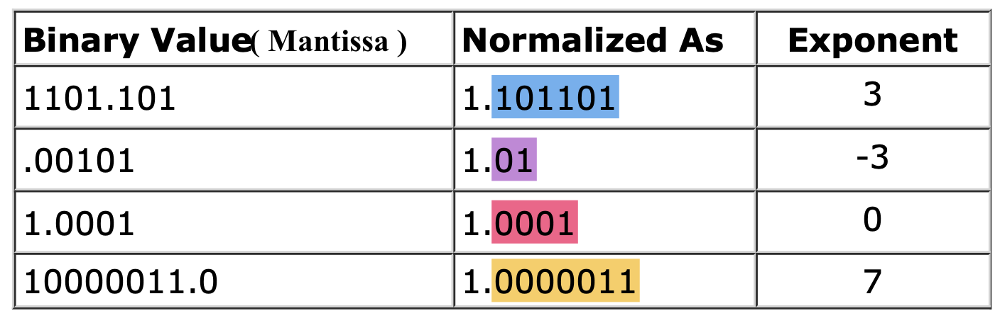 Binary Value( Mantissa ) Normalized As Exponent
1101.101 1.101101 3
.00101 1.01 -3
1.0001 1.0001 0
10000011.0 1.0000011 7